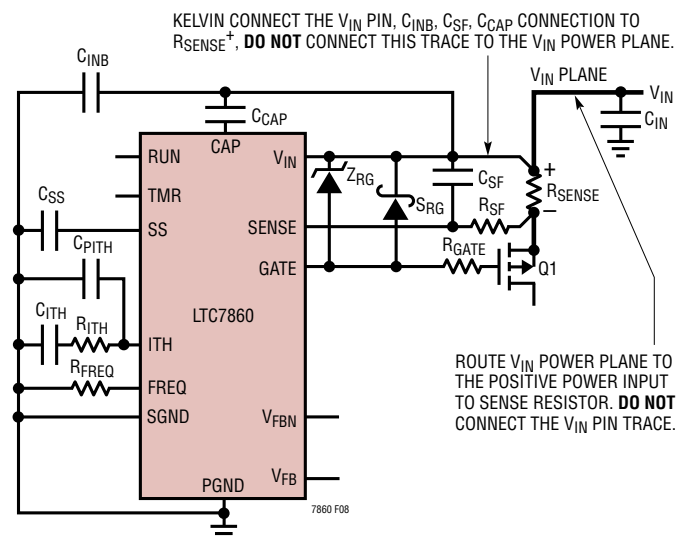 KELVIN CONNECT THE VIN PIN, CINB, CSF, CCAP CONNECTION TO
RSENSE+, DO NOT CONNECT THIS TRACE TO THE VIN POWER PLANE.
CINB
VIN PLANE
VIN
CIN
CCAP
CAP
RUN
VIN
ZRG
CSF
+
RSENSE
TMR
SRG
RSF
–
CSS
SS
SENSE
CPITH
GATE
RGATE
Q1
LTC7860
CITH
RITH
ITH
RFREQ
FREQ
SGND
VFBN
VFB
PGND
7860 F08
ROUTE VIN POWER PLANE TO
THE POSITIVE POWER INPUT
TO SENSE RESISTOR. DO NOT
CONNECT THE VIN PIN TRACE.